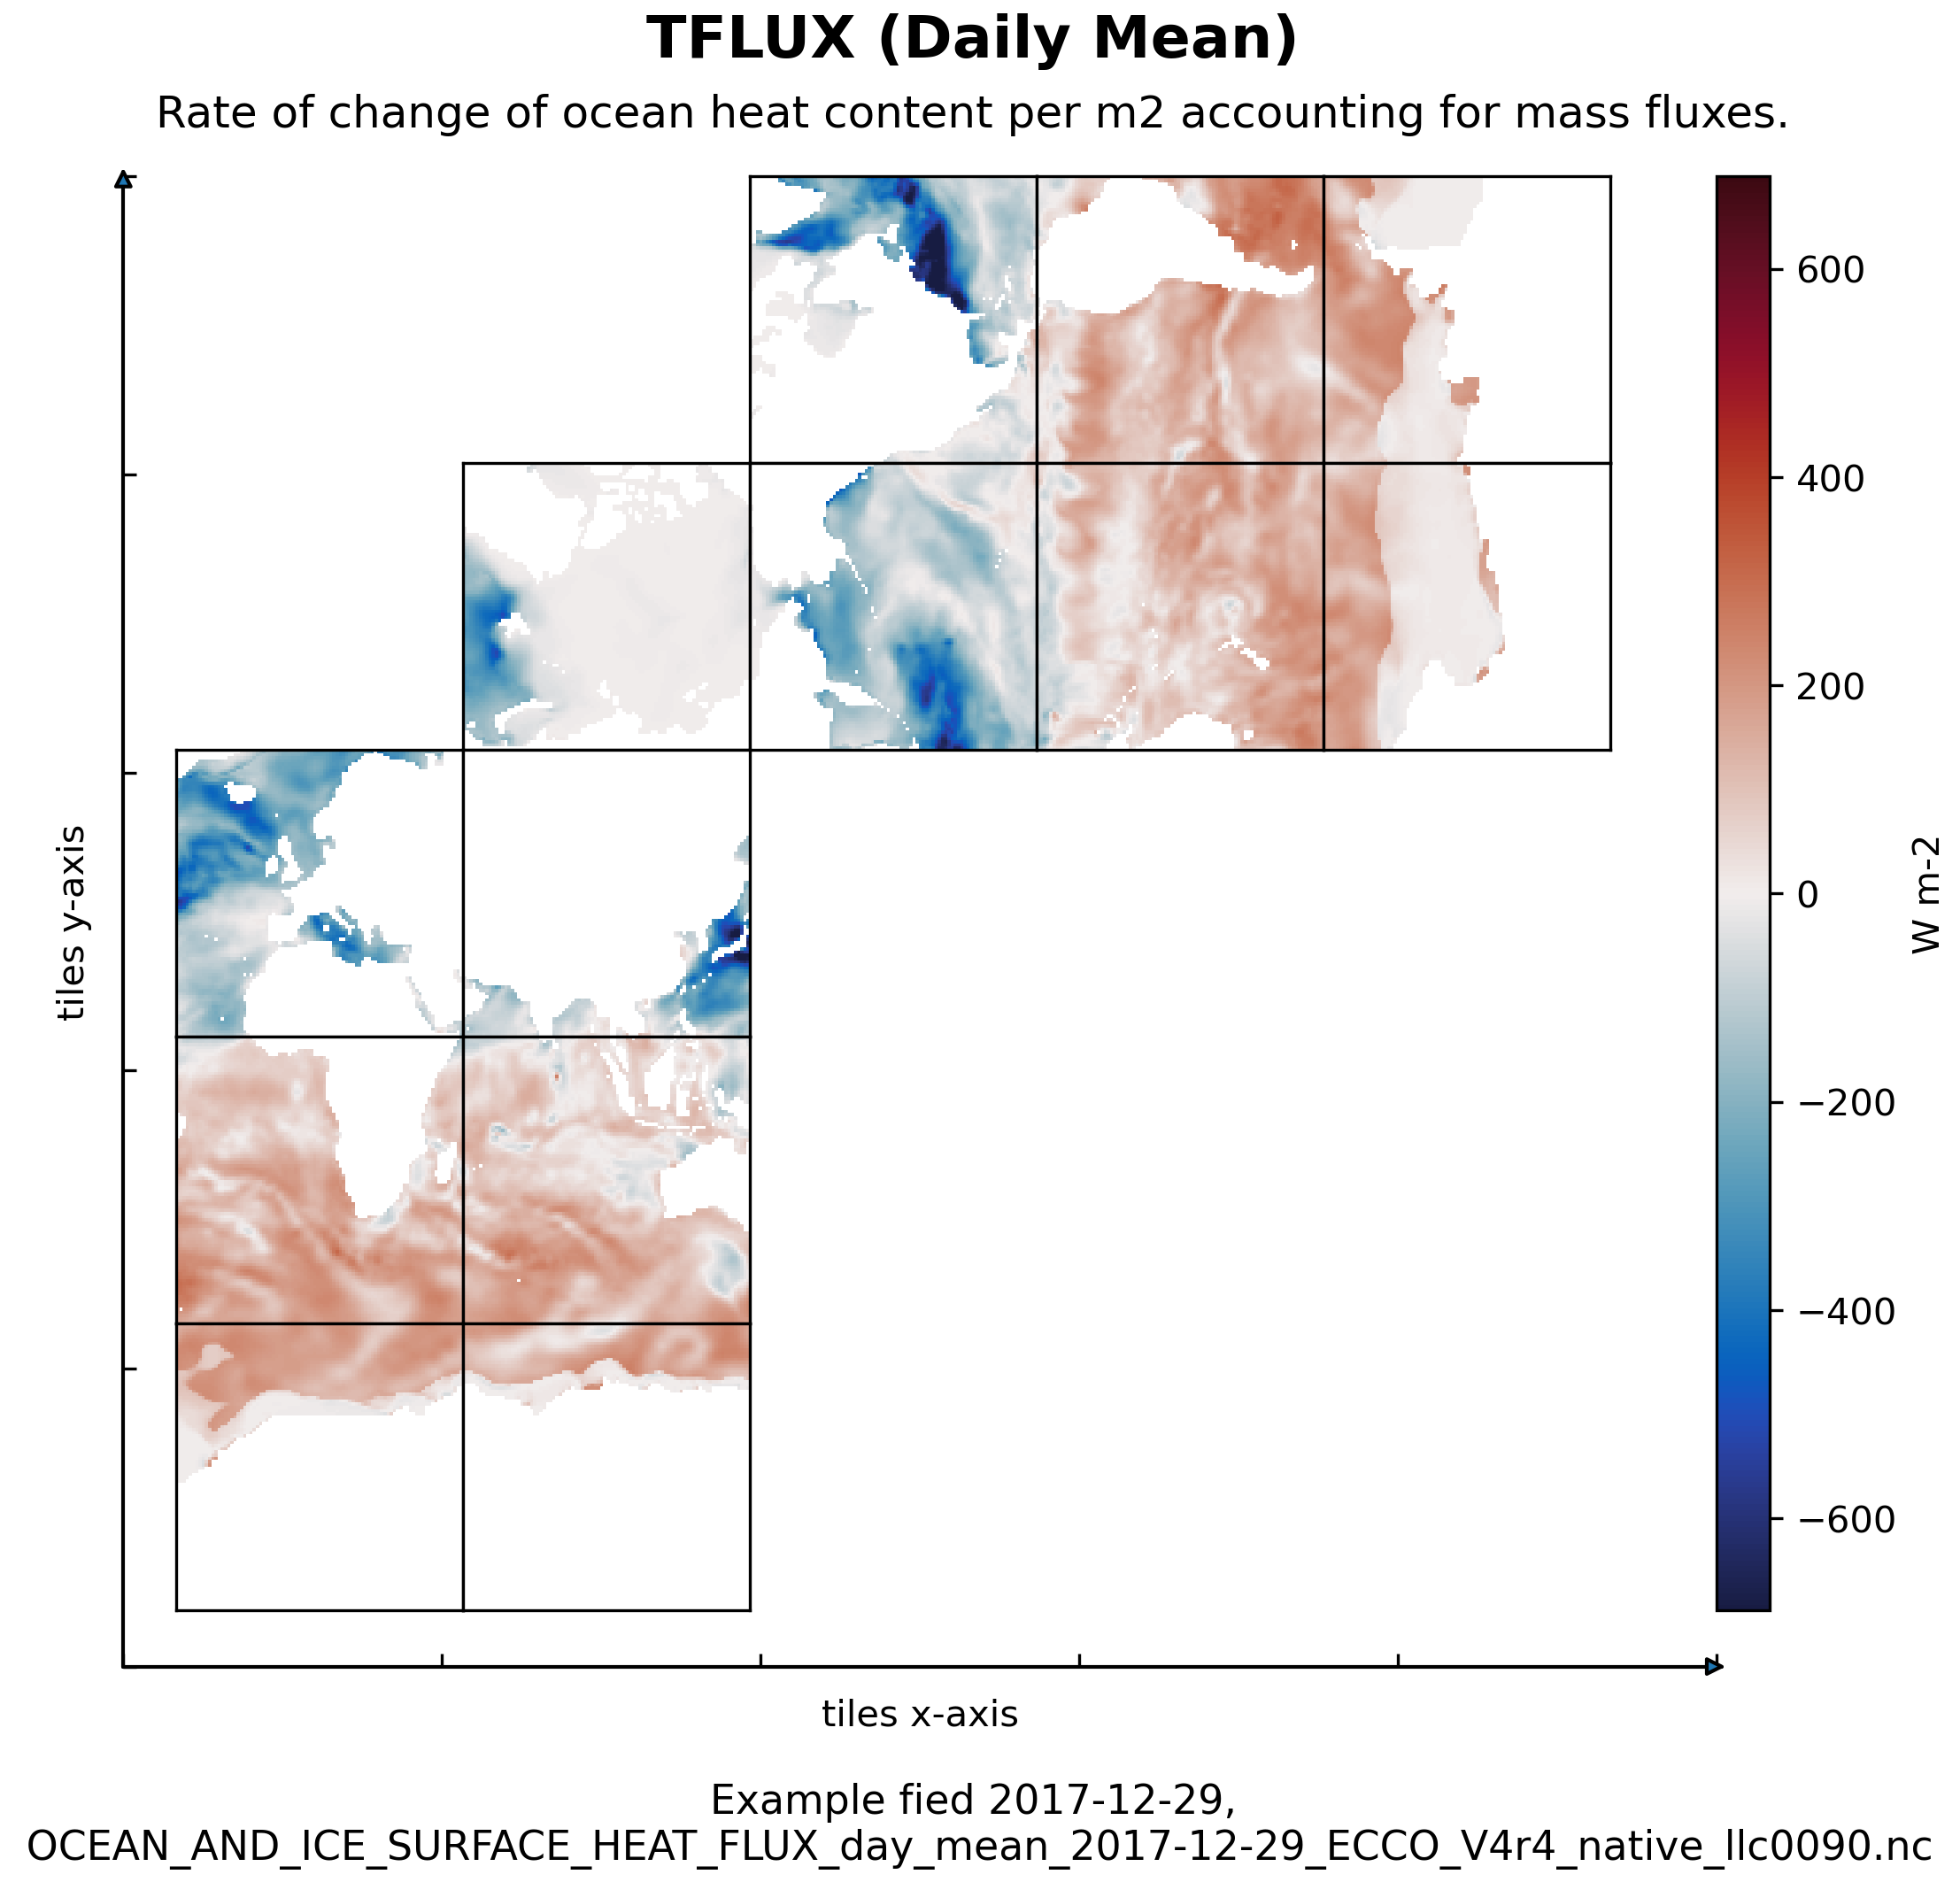 TFLUX (Daily Mean)
Rate of change of ocean heat content per m2 accounting for mass fluxes.
600
400
200
0
−200
−400
−600
W m-2
tiles y-axis
tiles x-axis
Example fied 2017-12-29,
OCEAN_AND_ICE_SURFACE_HEAT_FLUX_day_mean_2017-12-29_ECCO_V4r4_native_llc0090.nc